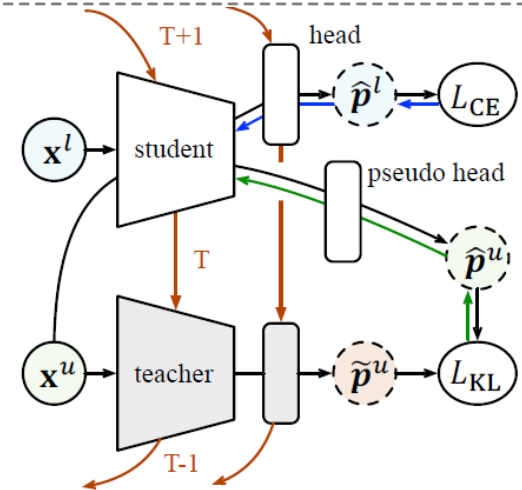 T+1
head
x^l
student
p̂^l
L_CE
pseudo head
T
p̂^u
x^u
teacher
p̃^u
L_KL
T-1